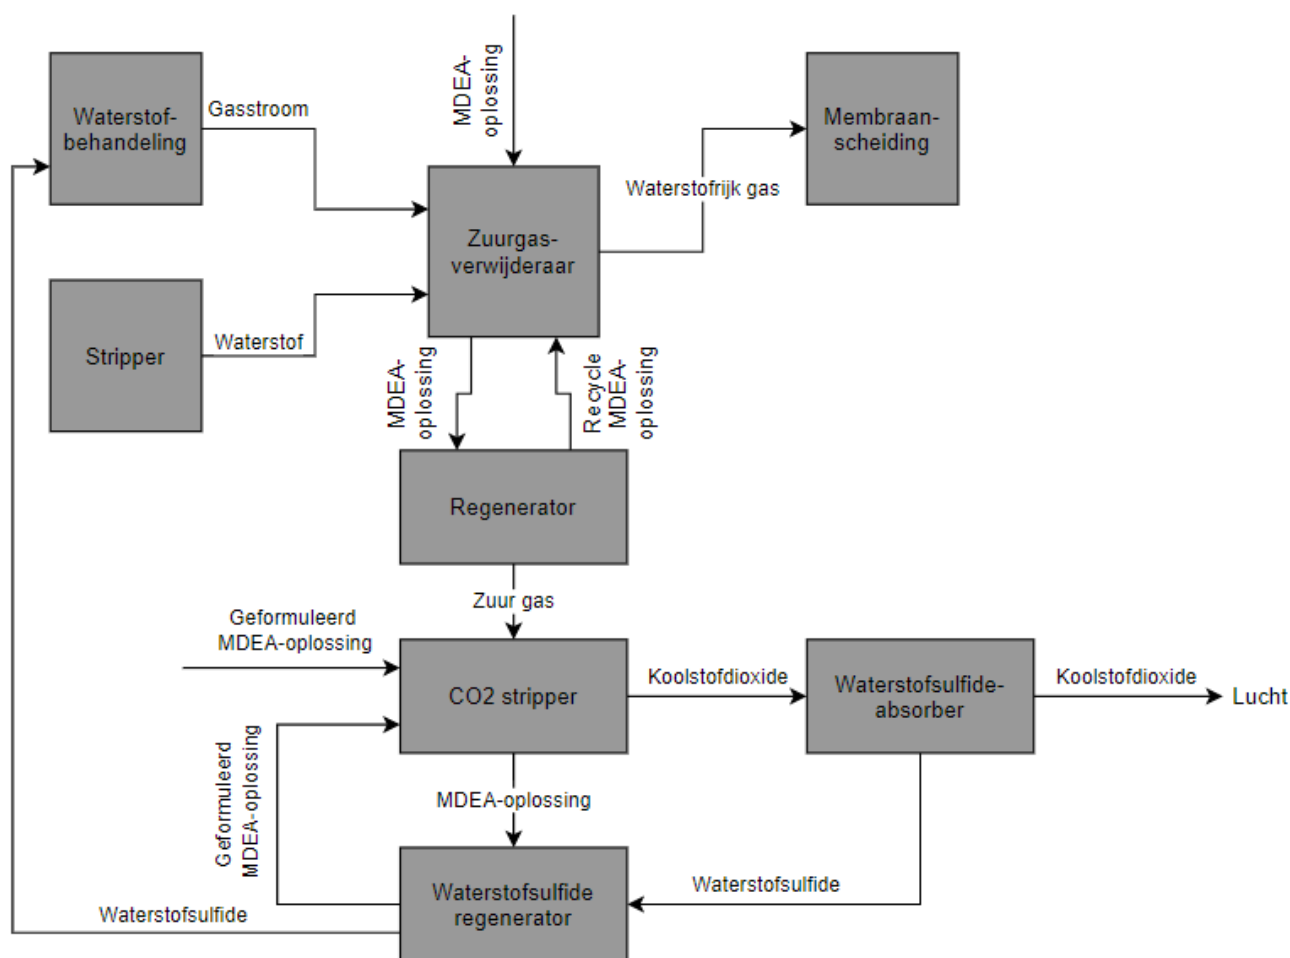 MDEA-
oplossing
Waterstof-
behandeling
Gasstroom
Membraan-
scheiding
Waterstofrijk gas
Zuurgas-
verwijderaar
Stripper
Waterstof
MDEA-
oplossing
Recycle
MDEA-
oplossing
Regenerator
Zuur gas
Geformuleerd
MDEA-oplossing
CO2 stripper
Koolstofdioxide
Waterstofsulfide-
absorber
Koolstofdioxide
Lucht
Geformuleerd
MDEA-oplossing
MDEA-oplossing
Waterstofsulfide
regenerator
Waterstofsulfide
Waterstofsulfide